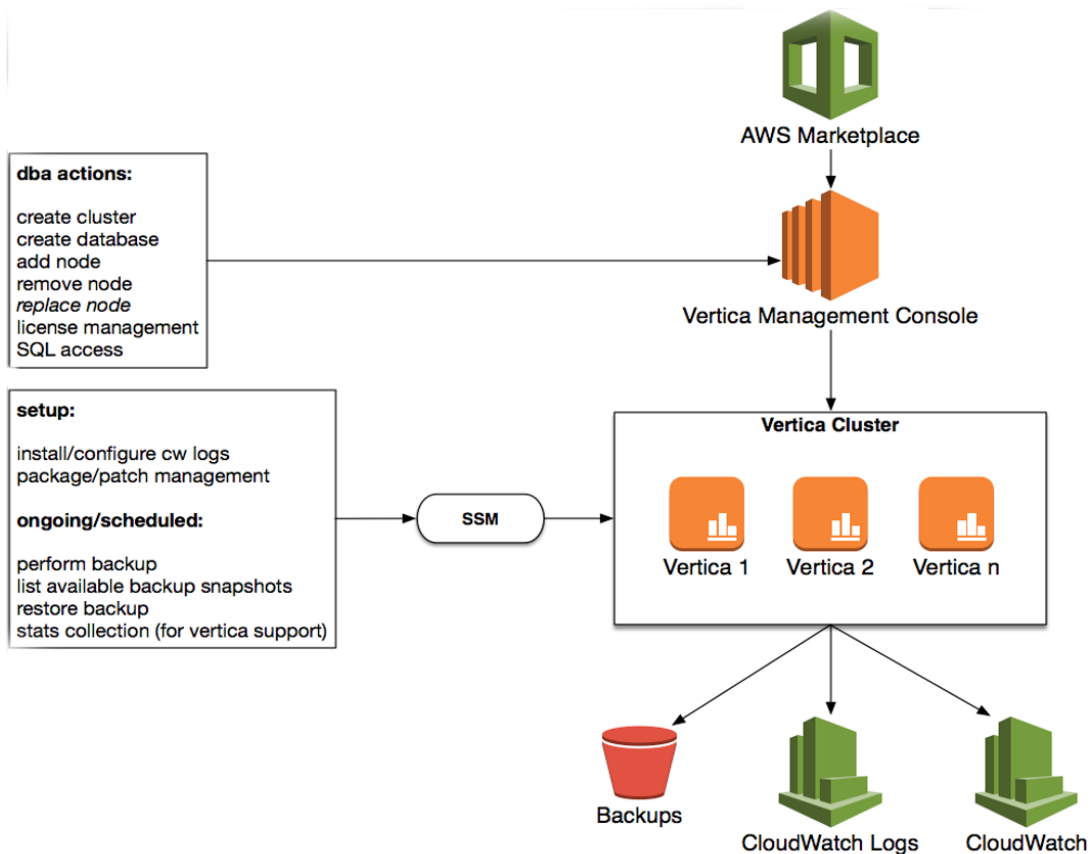 AWS Marketplace
dba actions:
create cluster
create database
add node
remove node
replace node
license management
SQL access
Vertica Management Console
setup:
install/configure cw logs
package/patch management
ongoing/scheduled:
perform backup
list available backup snapshots
restore backup
stats collection (for vertica support)
SSM
Vertica Cluster
Vertica 1
Vertica 2
Vertica n
Backups
CloudWatch Logs
CloudWatch